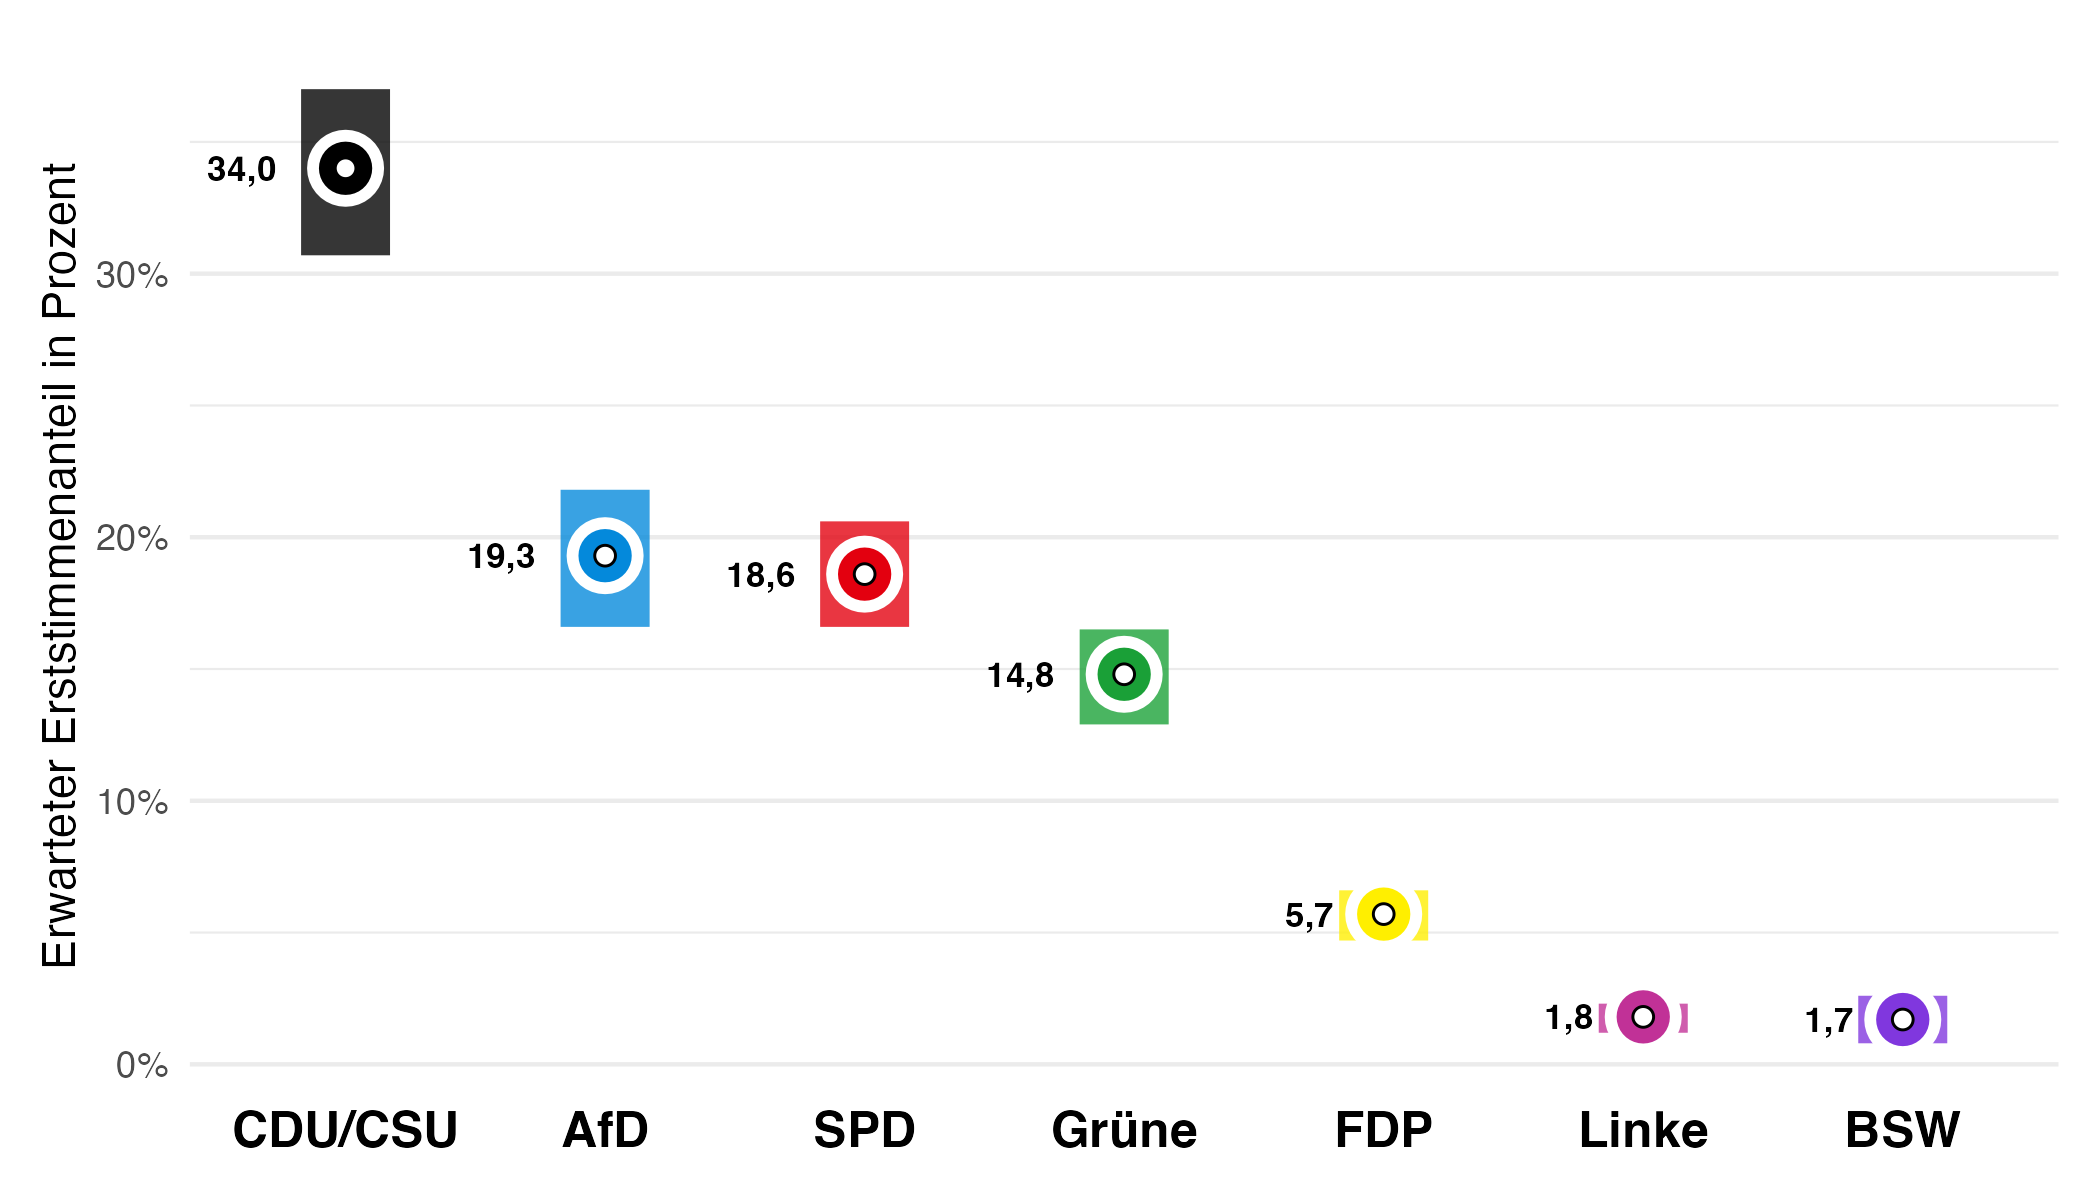 Erwarteter Erststimmenanteil in Prozent
30%
20%
10%
0%
34,0
19,3
18,6
14,8
5,7
1,8
1,7
CDU/CSU
AfD
SPD
Grüne
FDP
Linke
BSW